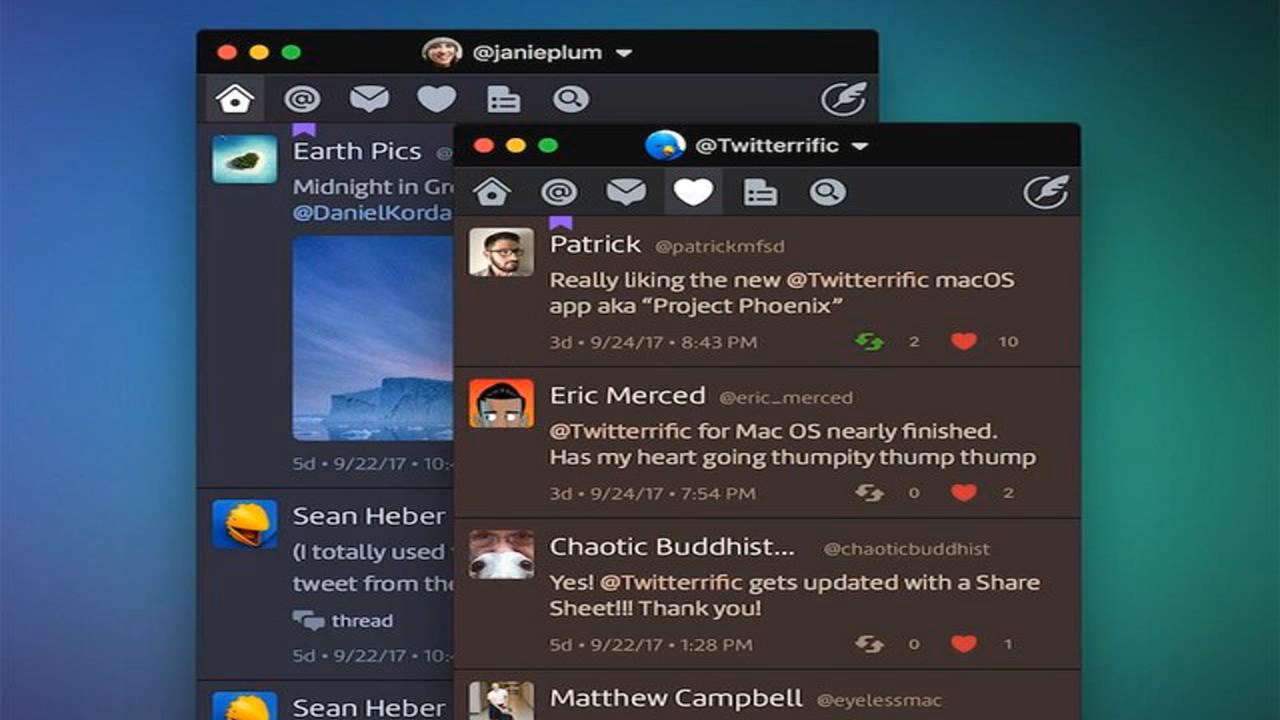 @janieplum
Earth Pics @
Midnight in Gr
@DanielKorda
5d • 9/22/17 • 10:
Sean Heber
(I totally used
tweet from the
thread
5d • 9/22/17 • 10:
Sean Heber
@Twitterrific
Patrick @patrickmfsd
Really liking the new @Twitterrific macOS
app aka “Project Phoenix”
3d • 9/24/17 • 8:43 PM 2 10
Eric Merced @eric_merced
@Twitterrific for Mac OS nearly finished.
Has my heart going thumpity thump thump
3d • 9/24/17 • 7:54 PM 0 2
Chaotic Buddhist... @chaoticbuddhist
Yes! @Twitterrific gets updated with a Share
Sheet!!! Thank you!
5d • 9/22/17 • 1:28 PM 0 1
Matthew Campbell @eyelessmac